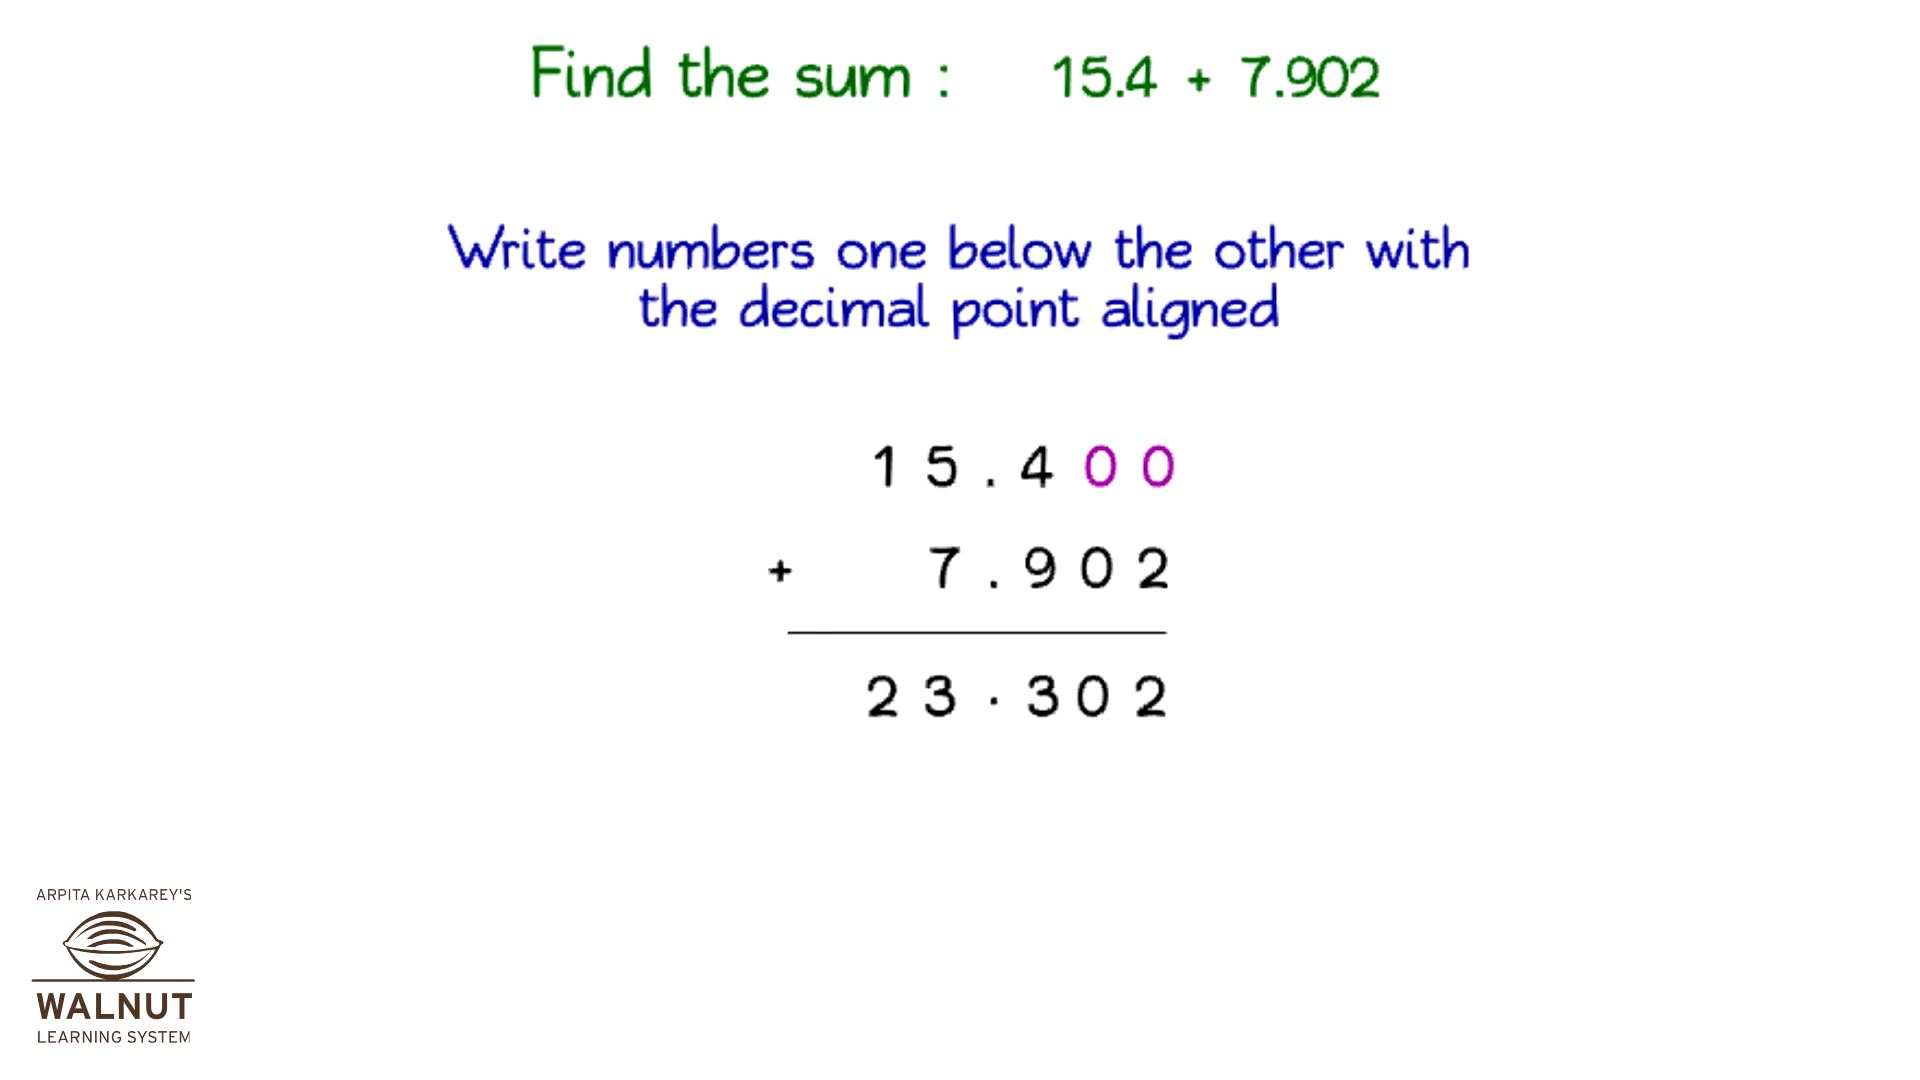 Find the sum : 15.4 + 7.902
Write numbers one below the other with
the decimal point aligned
1 5 . 4 0 0
+ 7 . 9 0 2
2 3 . 3 0 2
ARPITA KARKAREY'S
WALNUT
LEARNING SYSTEM